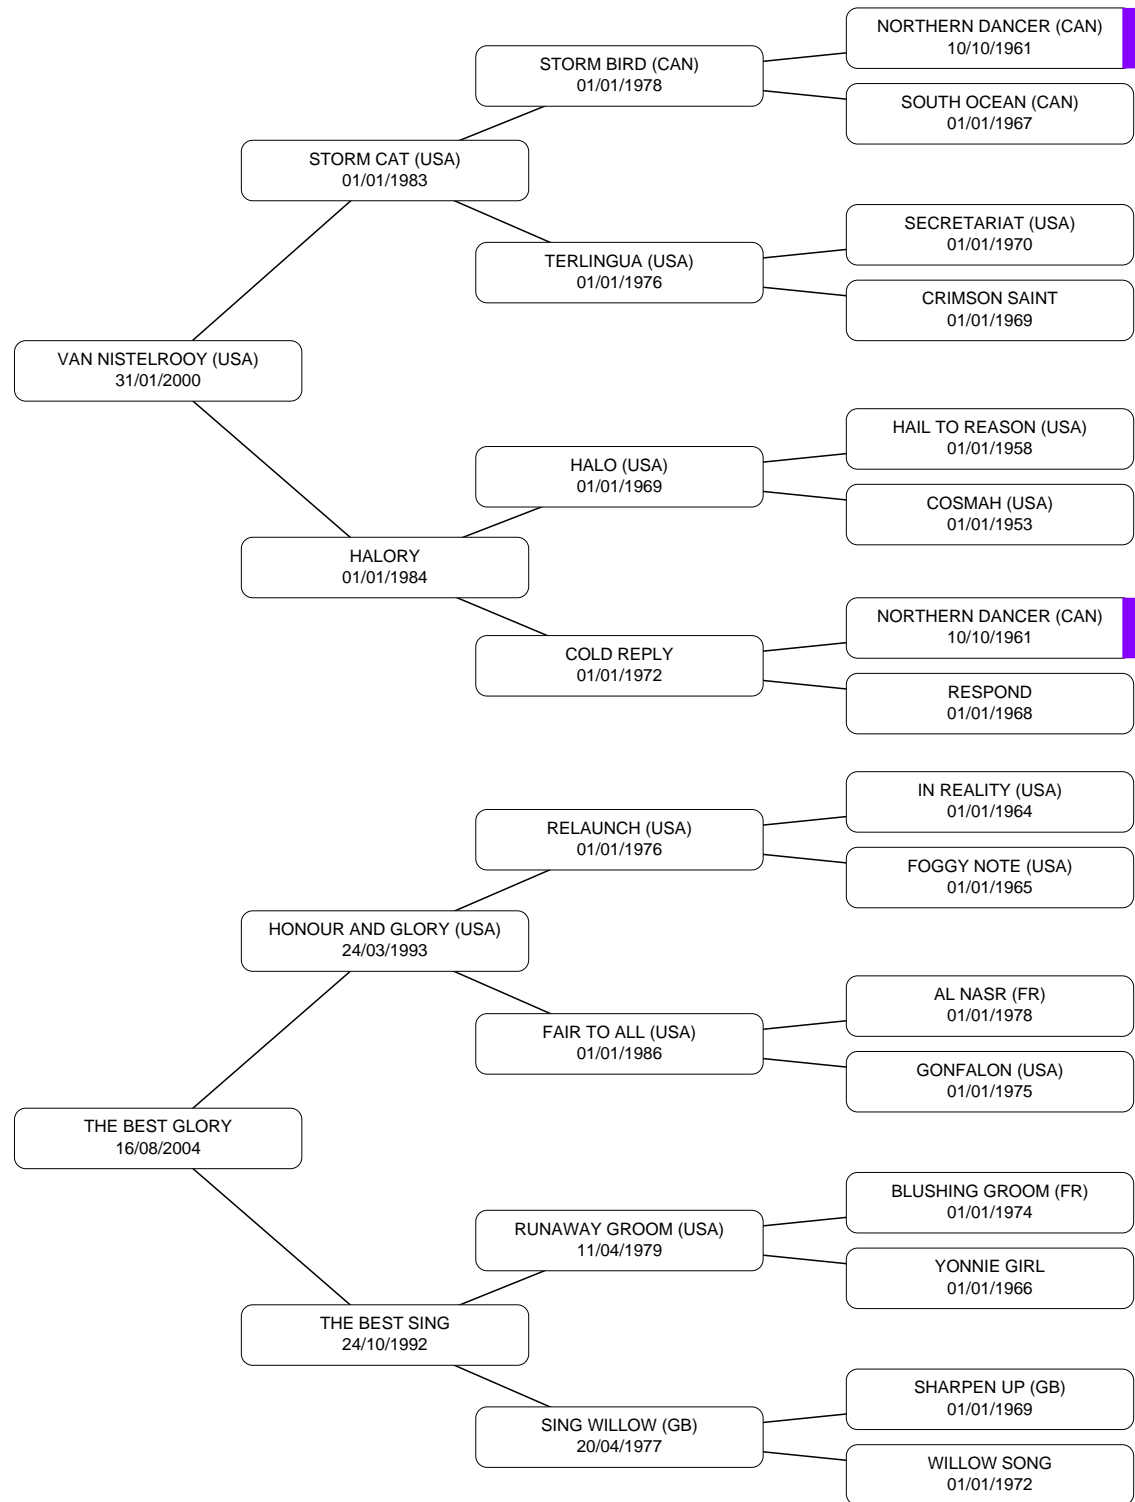 NORTHERN DANCER (CAN)
10/10/1961
STORM BIRD (CAN)
01/01/1978
SOUTH OCEAN (CAN)
01/01/1967
STORM CAT (USA)
01/01/1983
SECRETARIAT (USA)
01/01/1970
TERLINGUA (USA)
01/01/1976
CRIMSON SAINT
01/01/1969
VAN NISTELROOY (USA)
31/01/2000
HAIL TO REASON (USA)
01/01/1958
HALO (USA)
01/01/1969
COSMAH (USA)
01/01/1953
HALORY
01/01/1984
NORTHERN DANCER (CAN)
10/10/1961
COLD REPLY
01/01/1972
RESPOND
01/01/1968
IN REALITY (USA)
01/01/1964
RELAUNCH (USA)
01/01/1976
FOGGY NOTE (USA)
01/01/1965
HONOUR AND GLORY (USA)
24/03/1993
AL NASR (FR)
01/01/1978
FAIR TO ALL (USA)
01/01/1986
GONFALON (USA)
01/01/1975
THE BEST GLORY
16/08/2004
BLUSHING GROOM (FR)
01/01/1974
RUNAWAY GROOM (USA)
11/04/1979
YONNIE GIRL
01/01/1966
THE BEST SING
24/10/1992
SHARPEN UP (GB)
01/01/1969
SING WILLOW (GB)
20/04/1977
WILLOW SONG
01/01/1972